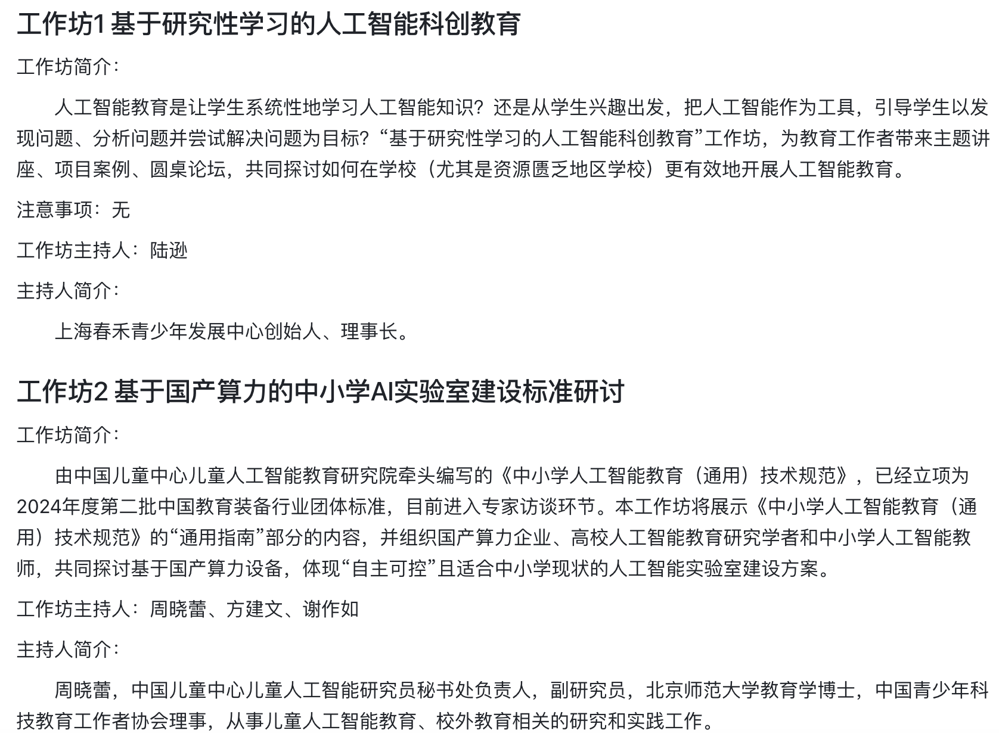 工作坊1 基于研究性学习的人工智能科创教育
工作坊简介：
人工智能教育是让学生系统性地学习人工智能知识？还是从学生兴趣出发，把人工智能作为工具，引导学生以发
现问题、分析问题并尝试解决问题为目标？“基于研究性学习的人工智能科创教育”工作坊，为教育工作者带来主题讲
座、项目案例、圆桌论坛，共同探讨如何在学校（尤其是资源匮乏地区学校）更有效地开展人工智能教育。
注意事项：无
工作坊主持人：陆逊
主持人简介：
上海春禾青少年发展中心创始人、理事长。
工作坊2 基于国产算力的中小学AI实验室建设标准研讨
工作坊简介：
由中国儿童中心儿童人工智能教育研究院牵头编写的《中小学人工智能教育（通用）技术规范》，已经立项为
2024年度第二批中国教育装备行业团体标准，目前进入专家访谈环节。本工作坊将展示《中小学人工智能教育（通
用）技术规范》的“通用指南”部分的内容，并组织国产算力企业、高校人工智能教育研究学者和中小学人工智能教
师，共同探讨基于国产算力设备，体现“自主可控”且适合中小学现状的人工智能实验室建设方案。
工作坊主持人：周晓蕾、方建文、谢作如
主持人简介：
周晓蕾，中国儿童中心儿童人工智能研究员秘书处负责人，副研究员，北京师范大学教育学博士，中国青少年科
技教育工作者协会理事，从事儿童人工智能教育、校外教育相关的研究和实践工作。